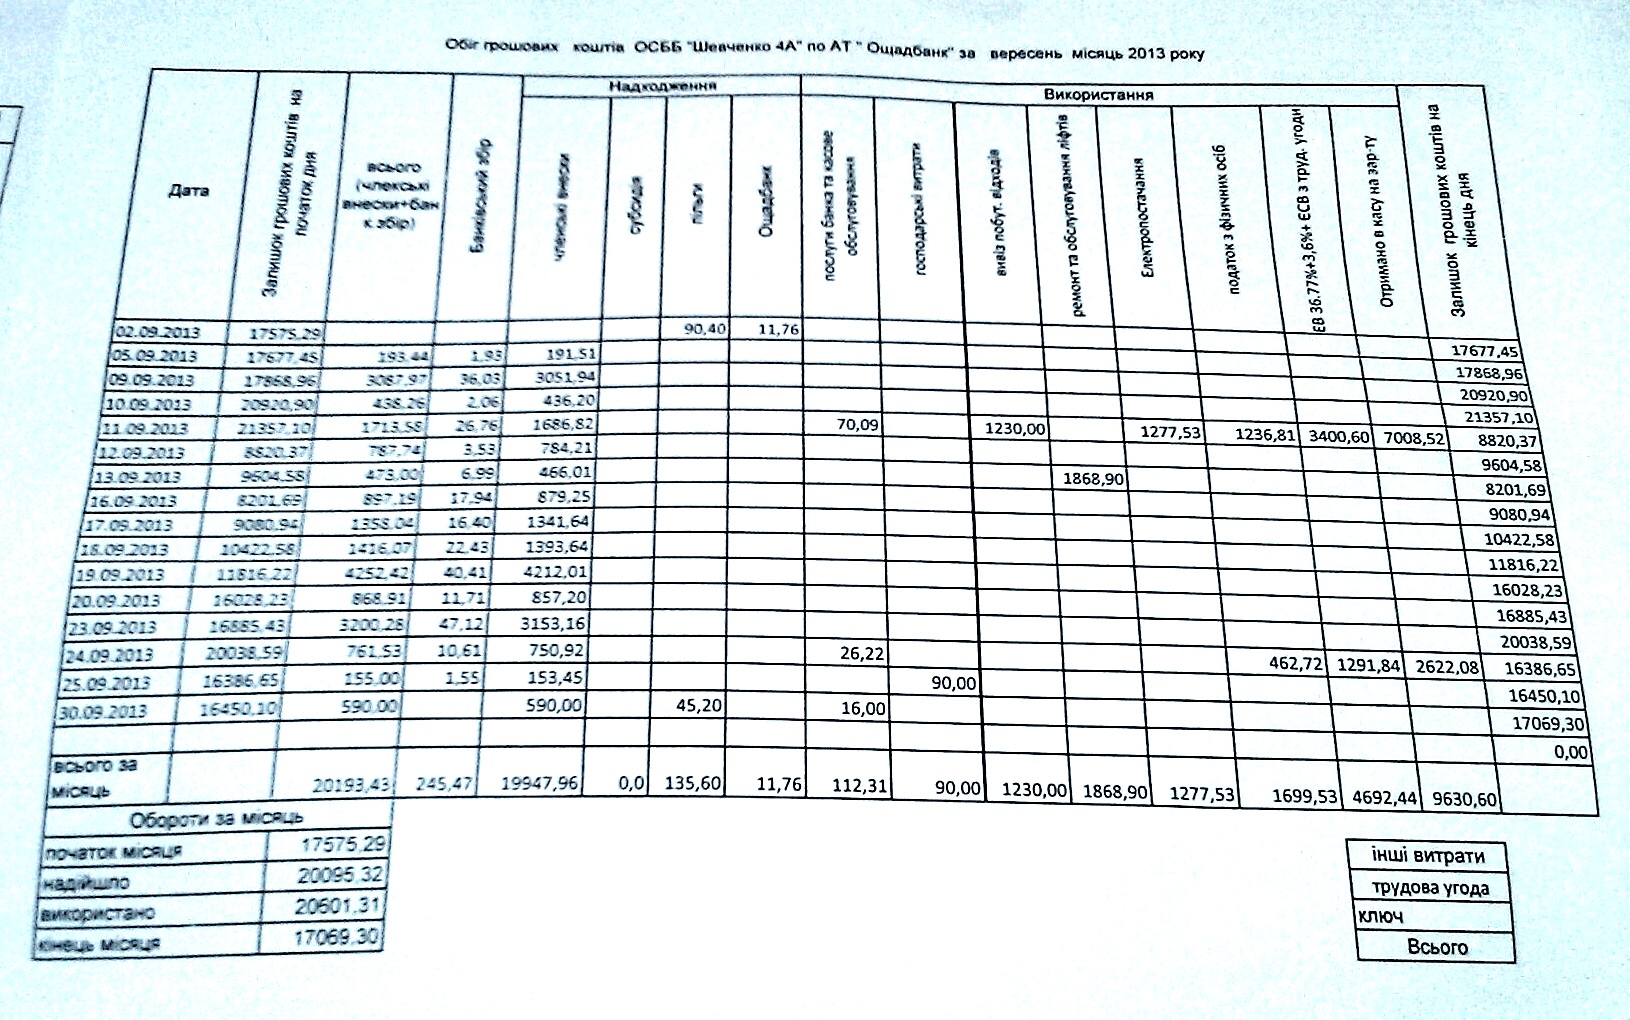 Обіг грошових коштів ОСББ "Шевченко 4А" по АТ " Ощадбанк" за вересень місяць 2013 року
Надходження Використання
Дата Залишок грошових коштів на початок дня всього (члекські внески+бан к.збір) Банківський збір членські внески субсидія пільги Ощадбанк послуги банка та касове обслуговування господарські витрати вивіз побут. відходів ремонт та обслуговування ліфтів Електропостачання податок з фізичних осіб ЄВ 36.77%+3,6%+ ЄСВ з труд. угоди Отримано в касу на зар-ту Залишок грошових коштів на кінець дня
02.09.2013 17575,29 90,40 11,76 17677,45
05.09.2013 17677,45 193,44 1,93 191,51 17868,96
09.09.2013 17868,96 3087,97 36,03 3051,94 20920,90
10.09.2013 20920,90 438,26 2,06 436,20 21357,10
11.09.2013 21357,10 1713,58 26,76 1686,82 70,09 1230,00 1277,53 1236,81 3400,60 7008,52 8820,37
12.09.2013 8820,37 787,74 3,53 784,21 9604,58
13.09.2013 9604,58 473,00 6,99 466,01 1868,90 8201,69
16.09.2013 8201,69 897,19 17,94 879,25 9080,94
17.09.2013 9080,94 1358,04 16,40 1341,64 10422,58
18.09.2013 10422,58 1416,07 22,43 1393,64 11816,22
19.09.2013 11816,22 4252,42 40,41 4212,01 16028,23
20.09.2013 16028,23 868,91 11,71 857,20 16885,43
23.09.2013 16885,43 3200,28 47,12 3153,16 20038,59
24.09.2013 20038,59 761,53 10,61 750,92 26,22 462,72 1291,84 2622,08 16386,65
25.09.2013 16386,65 155,00 1,55 153,45 90,00 16450,10
30.09.2013 16450,10 590,00 590,00 45,20 16,00 17069,30
0,00
всього за місяць 20193,43 245,47 19947,96 0,0 135,60 11,76 112,31 90,00 1230,00 1868,90 1277,53 1699,53 4692,44 9630,60
Обороти за місяць
початок місяця 17575,29
надійшло 20095,32
використано 20601,31
кінець місяця 17069,30
інші витрати
трудова угода
ключ
Всього